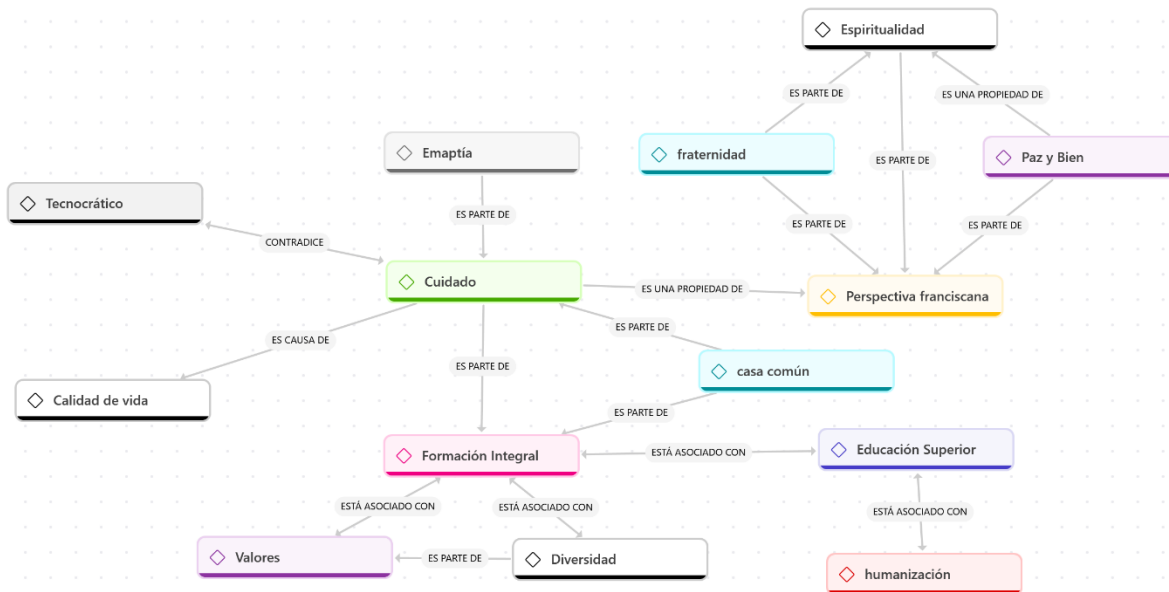 Espiritualidad
ES PARTE DE
ES UNA PROPIEDAD DE
Emaptía
fraternidad
ES PARTE DE
Paz y Bien
Tecnocrático
ES PARTE DE
ES PARTE DE
ES PARTE DE
CONTRADICE
Cuidado
ES UNA PROPIEDAD DE
Perspectiva franciscana
ES PARTE DE
ES CAUSA DE
ES PARTE DE
casa común
Calidad de vida
ES PARTE DE
Formación Integral
ESTÁ ASOCIADO CON
Educación Superior
ESTÁ ASOCIADO CON
ESTÁ ASOCIADO CON
ESTÁ ASOCIADO CON
Valores
ES PARTE DE
Diversidad
humanización